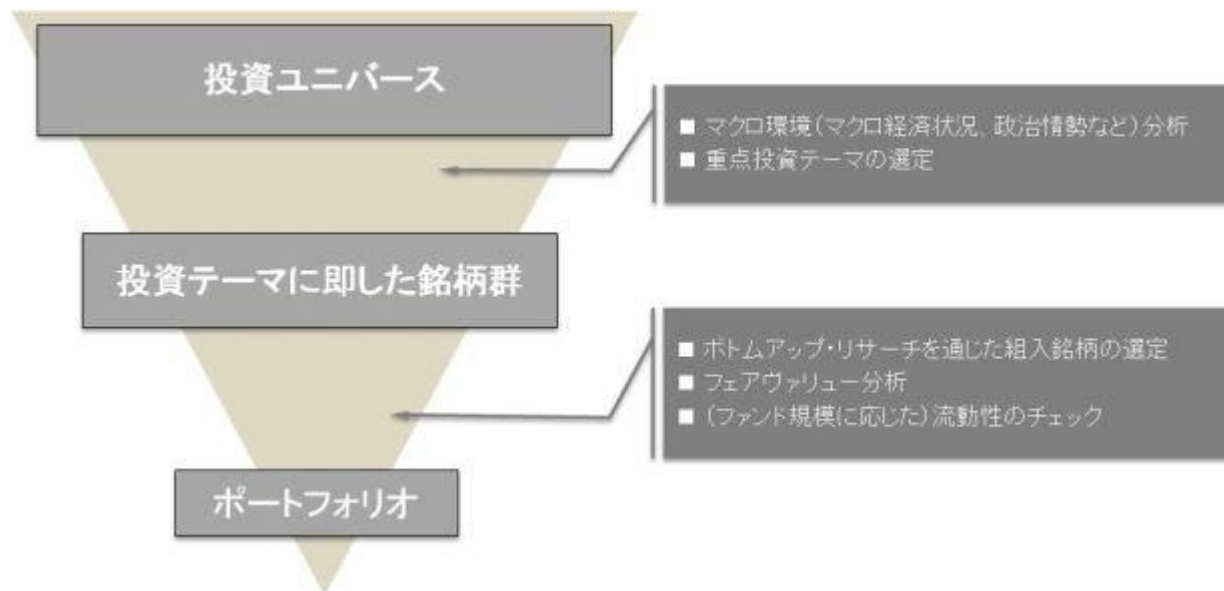 投資ユニバース
■ マクロ環境(マクロ経済状況、政治情勢など)分析
■ 重点投資テーマの選定
投資テーマに即した銘柄群
■ ボトムアップ・リサーチを通じた組入銘柄の選定
■ フェアヴァリュー分析
■ (ファンド規模に応じた)流動性のチェック
ポートフォリオ